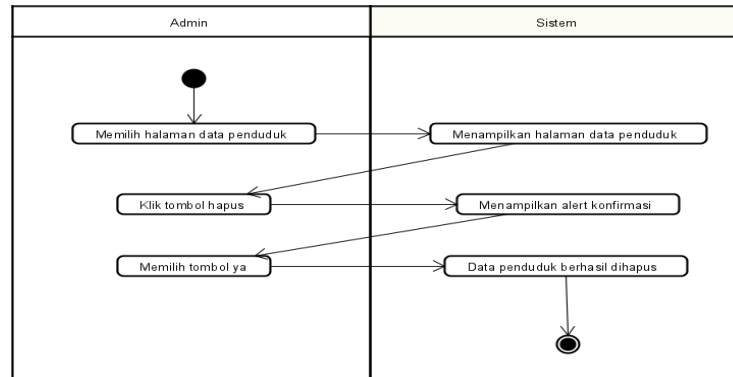 Admin
Sistem
Memilih halaman data penduduk
Menampilkan halaman data penduduk
Klik tombol hapus
Menampilkan alert konfirmasi
Memilih tombol ya
Data penduduk berhasil dihapus